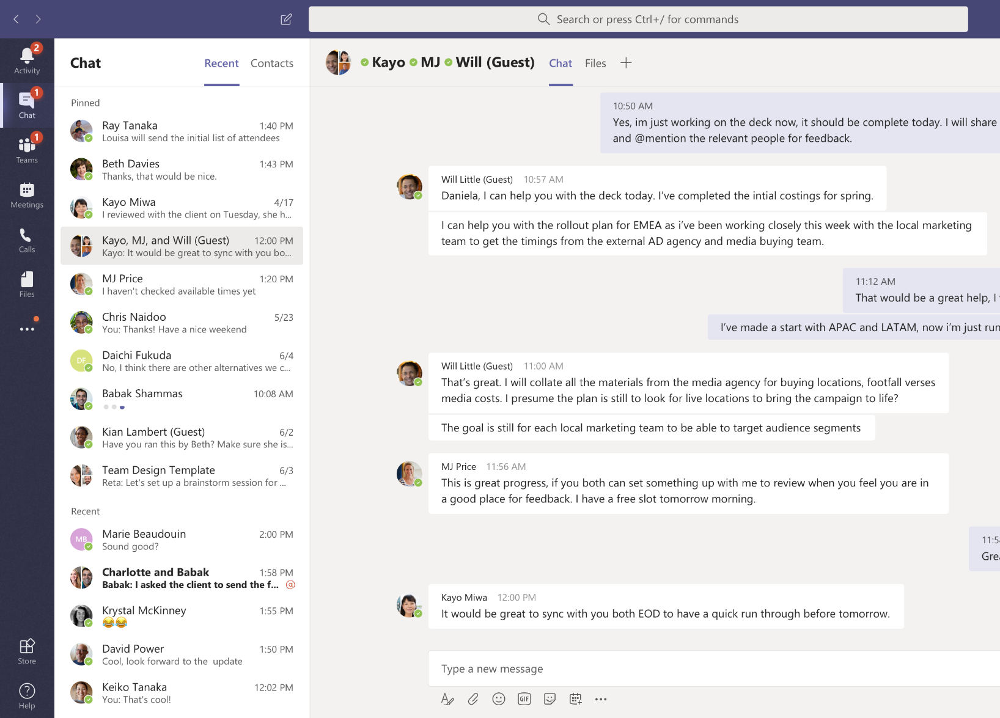 Search or press Ctrl+/ for commands
2
Activity
1
Chat
1
Teams
Meetings
Calls
Files
Store
Help
Chat
Recent
Contacts
Pinned
Ray Tanaka 1:40 PM
Louisa will send the initial list of attendees
Beth Davies 1:43 PM
Thanks, that would be nice.
Kayo Miwa 4/17
I reviewed with the client on Tuesday, she h...
Kayo, MJ, and Will (Guest) 12:00 PM
Kayo: It would be great to sync with you bo...
MJ Price 1:20 PM
I haven't checked available times yet
Chris Naidoo 5/23
You: Thanks! Have a nice weekend
DF
Daichi Fukuda 6/4
No, I think there are other alternatives we c...
Babak Shammas 10:08 AM
Kian Lambert (Guest) 6/2
Have you ran this by Beth? Make sure she is...
Team Design Template 6/3
Reta: Let's set up a brainstorm session for ...
Recent
MB
Marie Beaudouin 2:00 PM
Sound good?
Charlotte and Babak 1:58 PM
Babak: I asked the client to send the f... @
Krystal McKinney 1:55 PM
😂😂
David Power 1:50 PM
Cool, look forward to the  update
Keiko Tanaka 12:02 PM
You: That's cool!
Kayo MJ Will (Guest)
Chat
Files
10:50 AM
Yes, im just working on the deck now, it should be complete today. I will share
and @mention the relevant people for feedback.
Will Little (Guest) 10:57 AM
Daniela, I can help you with the deck today. I’ve completed the intial costings for spring.
I can help you with the rollout plan for EMEA as i’ve been working closely this week with the local marketing
team to get the timings from the external AD agency and media buying team.
11:12 AM
That would be a great help, I
I’ve made a start with APAC and LATAM, now i’m just run
Will Little (Guest) 11:00 AM
That’s great. I will collate all the materials from the media agency for buying locations, footfall verses
media costs. I presume the plan is still to look for live locations to bring the campaign to life?
The goal is still for each local marketing team to be able to target audience segments
MJ Price 11:56 AM
This is great progress, if you both can set something up with me to review when you feel you are in
a good place for feedback. I have a free slot tomorrow morning.
11:5
Gre
Kayo Miwa 12:00 PM
It would be great to sync with you both EOD to have a quick run through before tomorrow.
Type a new message
GIF